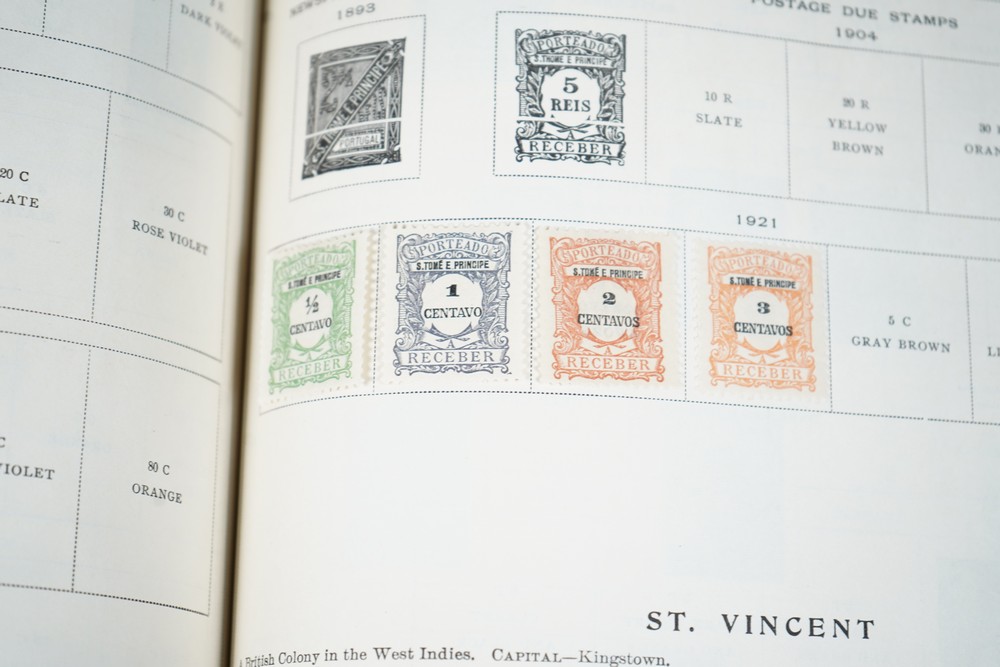 DARK VIOLET
20 C
30 C
ROSE VIOLET
80 C
ORANGE
1893
PORTUGAL
POSTAGE DUE STAMPS
1904
PORTEADO
S. THOMÉ E PRINCIPE
5
REIS
RECEBER
10 R
SLATE
20 R
YELLOW
BROWN
1921
PORTEADO
S. TOMÉ E PRINCIPE
½
CENTAVO
RECEBER
PORTEADO
S. TOMÉ E PRINCIPE
1
CENTAVO
RECEBER
PORTEADO
S. TOMÉ E PRINCIPE
2
CENTAVOS
RECEBER
PORTEADO
S. TOMÉ E PRINCIPE
3
CENTAVOS
RECEBER
5 C
GRAY BROWN
ST. VINCENT
A British Colony in the West Indies. CAPITAL—Kingstown.